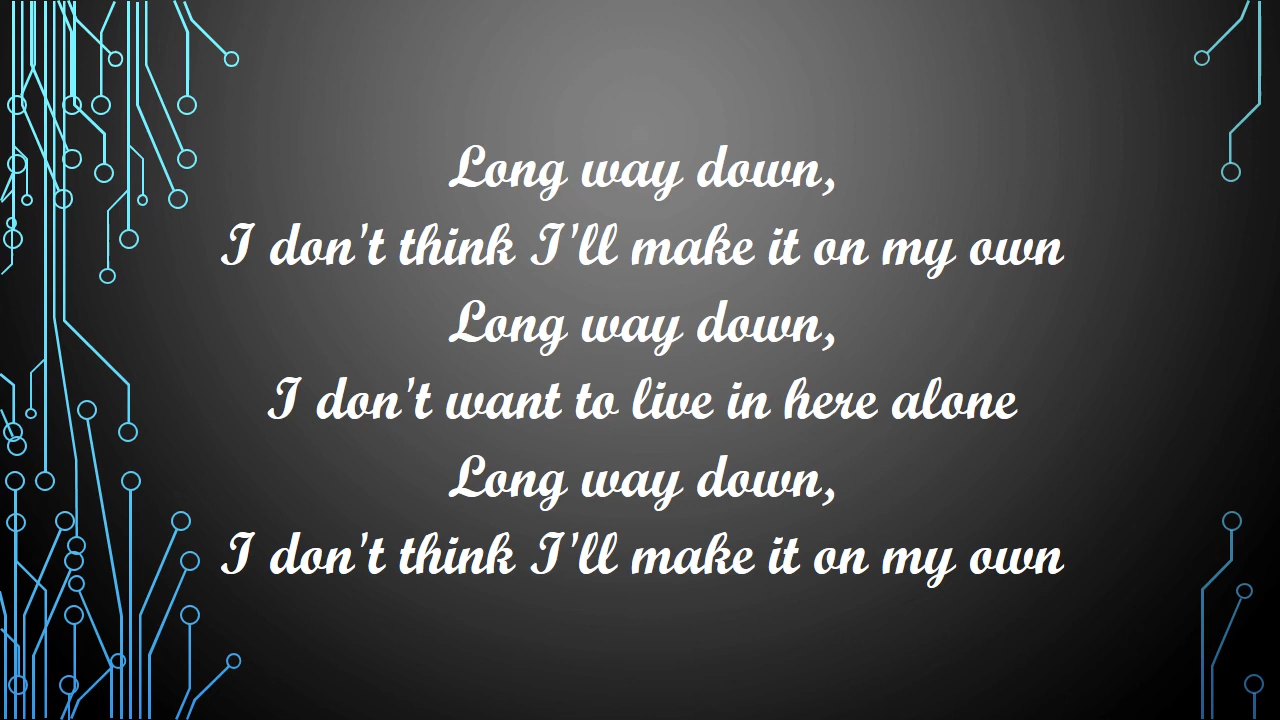 Long way down,
I don't think I'll make it on my own
Long way down,
I don't want to live in here alone
Long way down,
I don't think I'll make it on my own